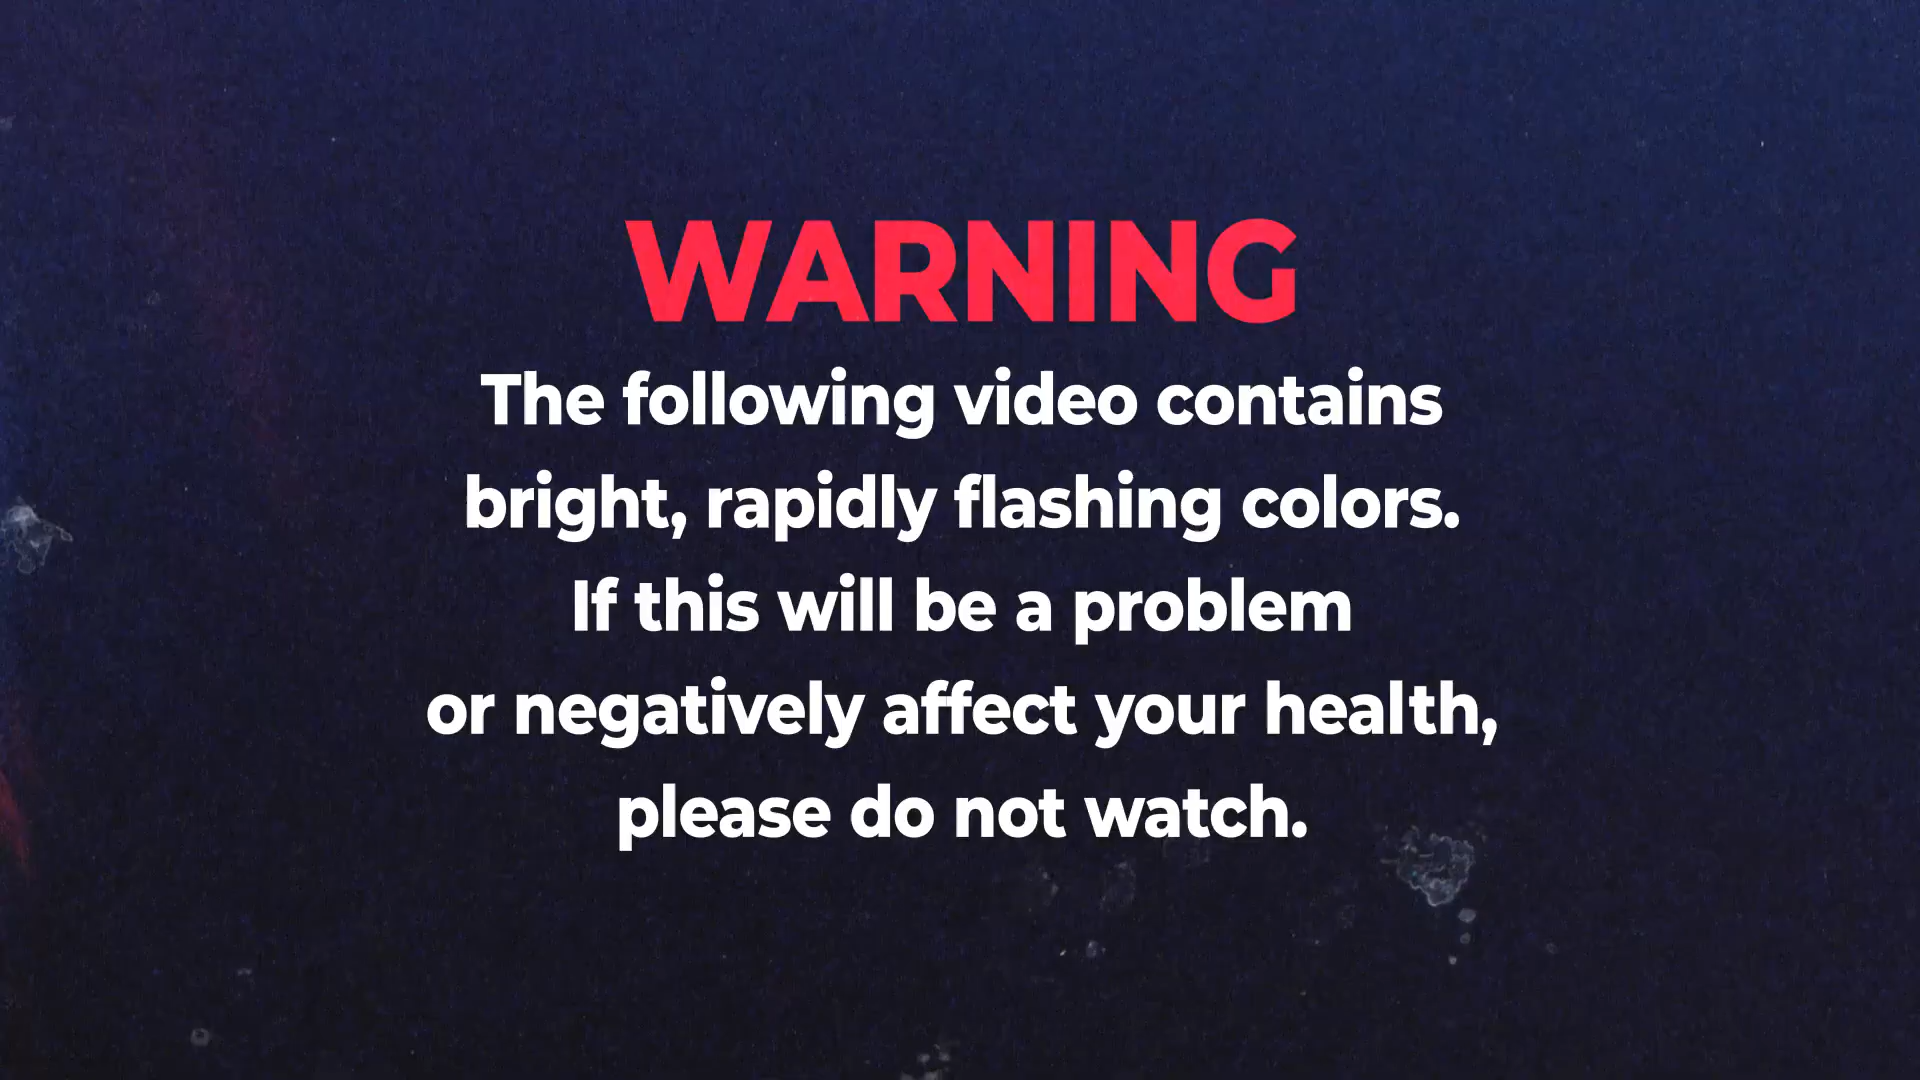 WARNING
The following video contains
bright, rapidly flashing colors.
If this will be a problem
or negatively affect your health,
please do not watch.